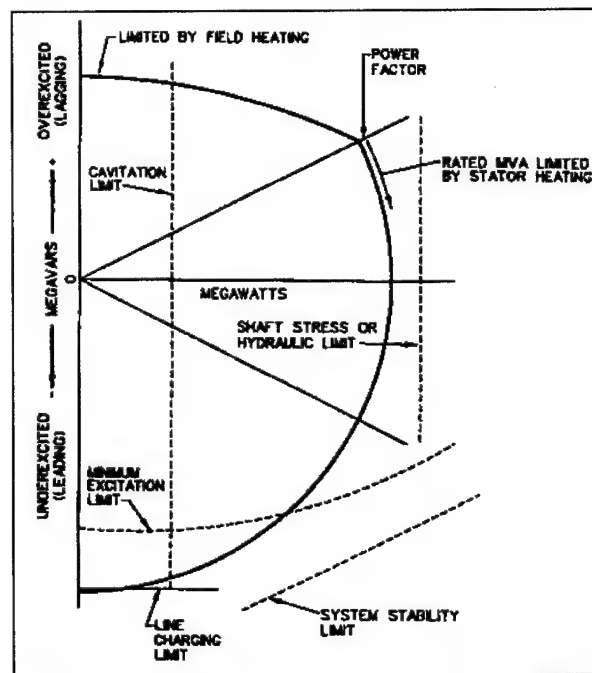 LIMITED BY FIELD HEATING
POWER
FACTOR
OVEREXCITED
(LAGGING)
CAVITATION
LIMIT
RATED MVA LIMITED
BY STATOR HEATING
+
MEGAVARS
0
-
MEGAWATTS
SHAFT STRESS OR
HYDRAULIC LIMIT
UNDEREXCITED
(LEADING)
MINIMUM
EXCITATION
LIMIT
LINE
CHARGING
LIMIT
SYSTEM STABILITY
LIMIT